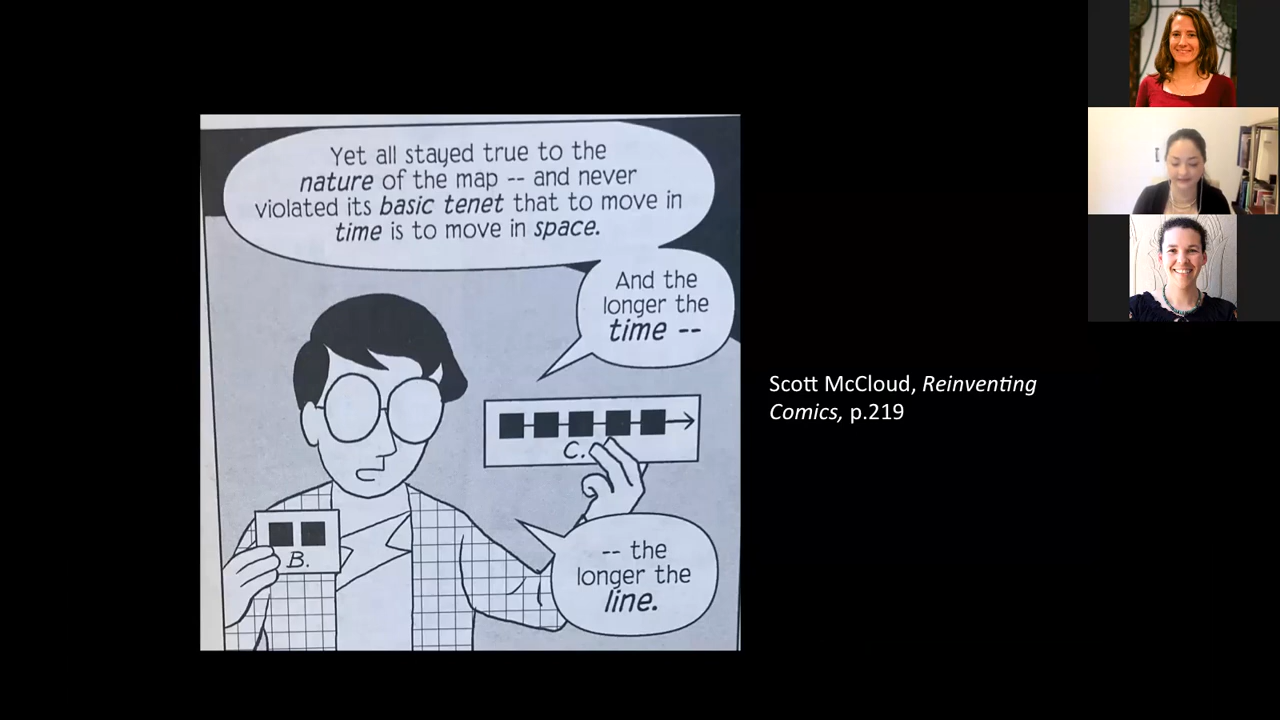 Yet all stayed true to the
nature of the map -- and never
violated its basic tenet that to move in
time is to move in space.
And the
longer the
time --
C.
B.
-- the
longer the
line.
Scott McCloud, Reinventing
Comics, p.219